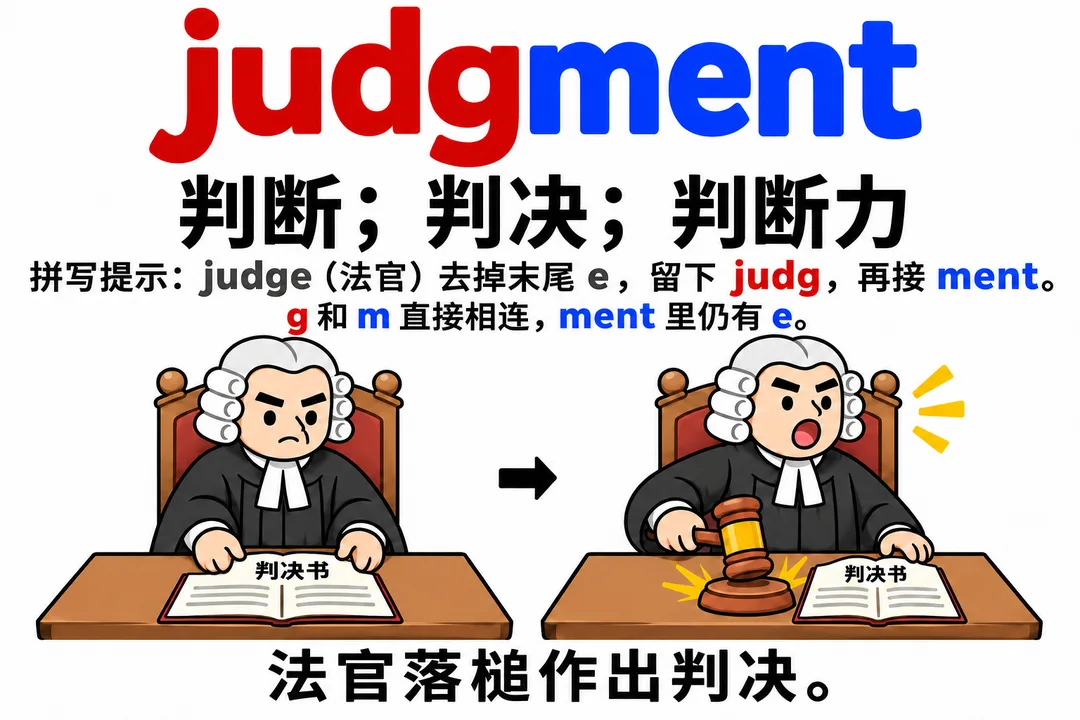 judgment
判断；判决；判断力
拼写提示：judge（法官）去掉末尾 e，留下 judg，再接 ment。
g 和 m 直接相连，ment 里仍有 e。
判决书
判决书
法官落槌作出判决。